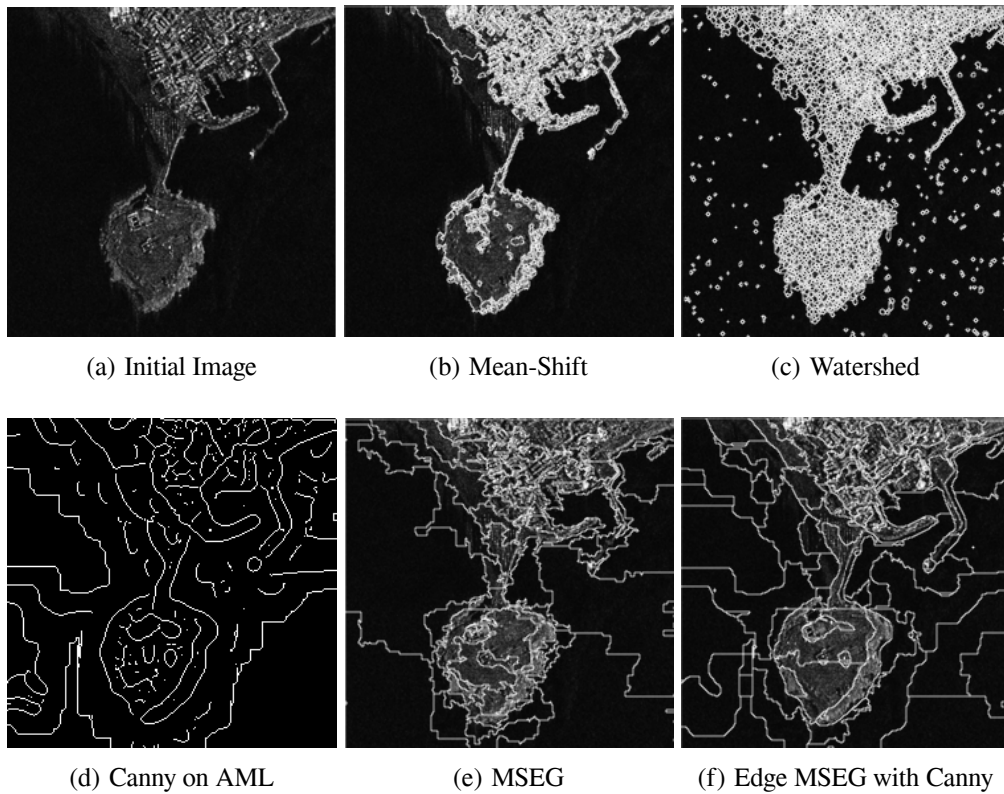 (a) Initial Image
(b) Mean-Shift
(c) Watershed
(d) Canny on AML
(e) MSEG
(f) Edge MSEG with Canny